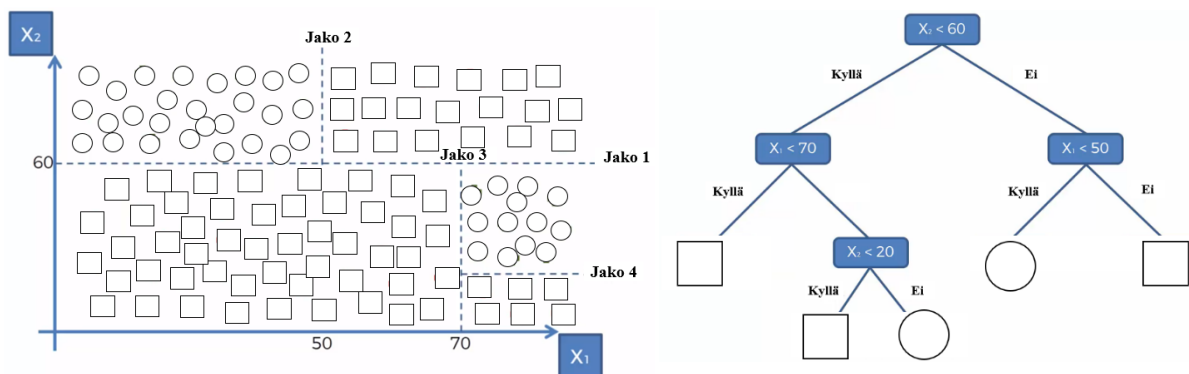 X₂
Jako 2
Jako 3
60
Jako 1
Jako 4
50
70
X₁
X₂ < 60
Kyllä
Ei
X₁ < 70
X₁ < 50
Kyllä
Kyllä
Ei
X₂ < 20
Kyllä
Ei